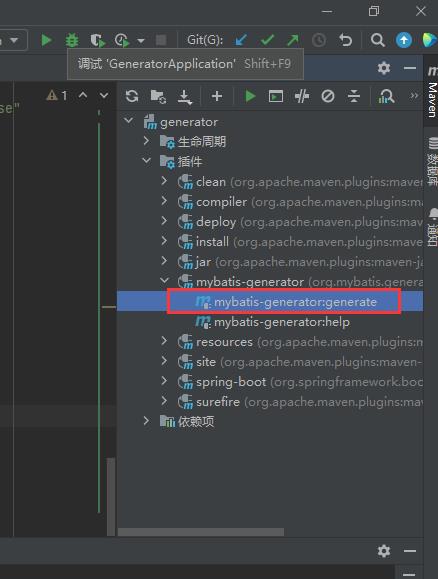 Git(G):
调试 'GeneratorApplication' Shift+F9
se"
1
generator
生命周期
插件
clean (org.apache.maven.plugins:maven
compiler (org.apache.maven.plugins:ma
deploy (org.apache.maven.plugins:mave
install (org.apache.maven.plugins:mave
jar (org.apache.maven.plugins:maven-ja
mybatis-generator (org.mybatis.genera
mybatis-generator:generate
mybatis-generator:help
resources (org.apache.maven.plugins:m
site (org.apache.maven.plugins:maven-
spring-boot (org.springframework.boo
surefire (org.apache.maven.plugins:ma
依赖项
Maven
数据库
通知